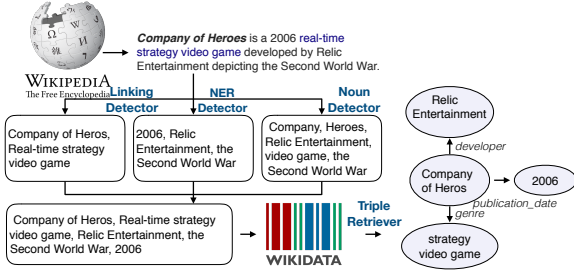 Company of Heroes is a 2006 real-time
strategy video game developed by Relic
Entertainment depicting the Second World War.
Ω
W
WIKIPEDIA
The Free Encyclopedia
Linking
Detector
NER
Detector
Noun
Detector
Company of Heros,
Real-time strategy
video game
2006, Relic
Entertainment, the
Second World War
Company, Heroes,
Relic Entertainment,
video game, the
Second World War
Company of Heros, Real-time strategy
video game, Relic Entertainment, the
Second World War, 2006
WIKIDATA
Triple
Retriever
Relic
Entertainment
developer
Company
of Heros
2006
publication_date
genre
strategy
video game